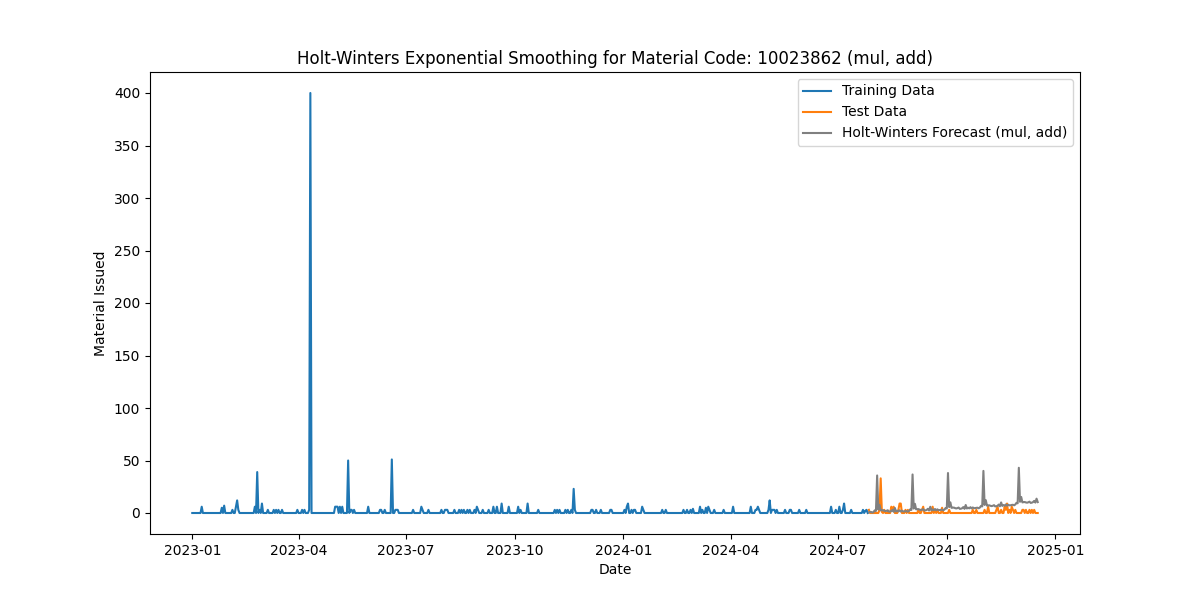 Holt-Winters Exponential Smoothing for Material Code: 10023862 (mul, add)
Training Data
Test Data
Holt-Winters Forecast (mul, add)
Material Issued
400
350
300
250
200
150
100
50
0
2023-01 2023-04 2023-07 2023-10 2024-01 2024-04 2024-07 2024-10 2025-01
Date